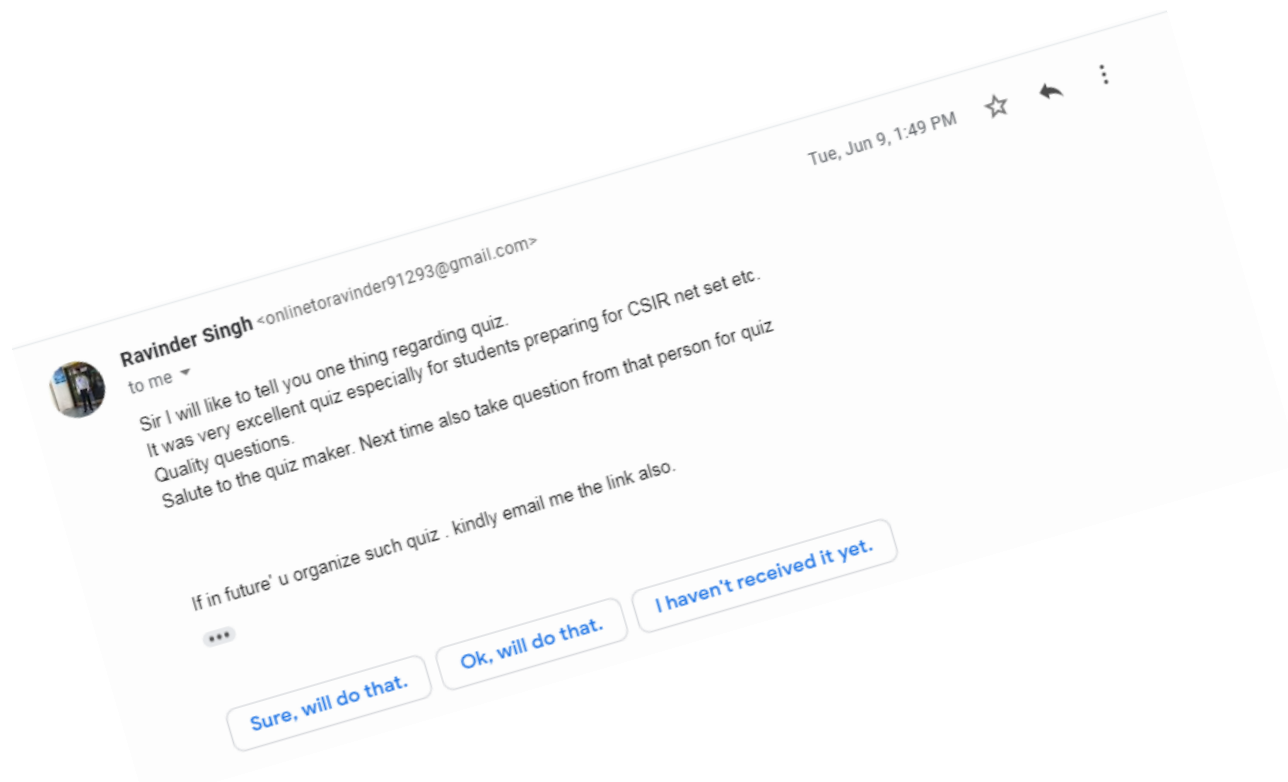 Tue, Jun 9, 1:49 PM
Ravinder Singh <onlinetoravinder91293@gmail.com>
to me
Sir I will like to tell you one thing regarding quiz.
It was very excellent quiz especially for students preparing for CSIR net set etc.
Quality questions.
Salute to the quiz maker. Next time also take question from that person for quiz
If in future' u organize such quiz . kindly email me the link also.
Sure, will do that.
Ok, will do that.
I haven't received it yet.